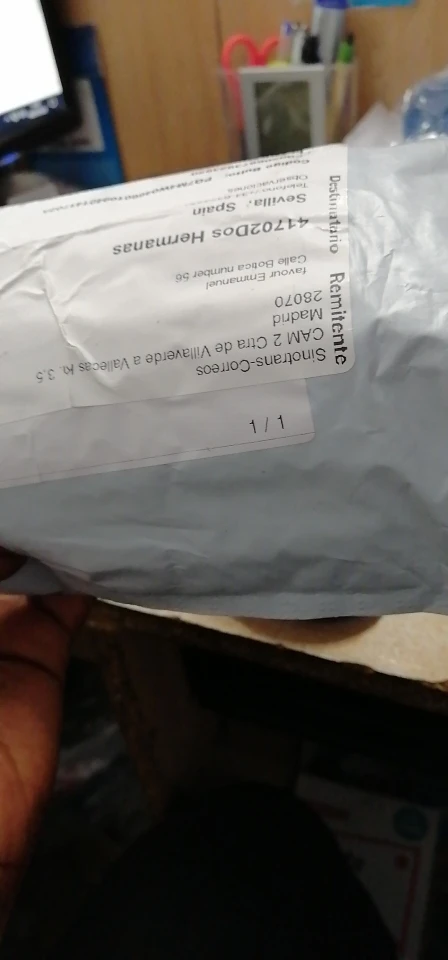 Remitente
Sinotrans-Correos
CAM 2 Ctra de Villaverde a Vallecas 3.5
Madrid
28070
Destinatario
favour Emmanuel
Calle Botica number 56
41702Dos Hermanas
Sevilla, Spain
Observaciones
1 / 1